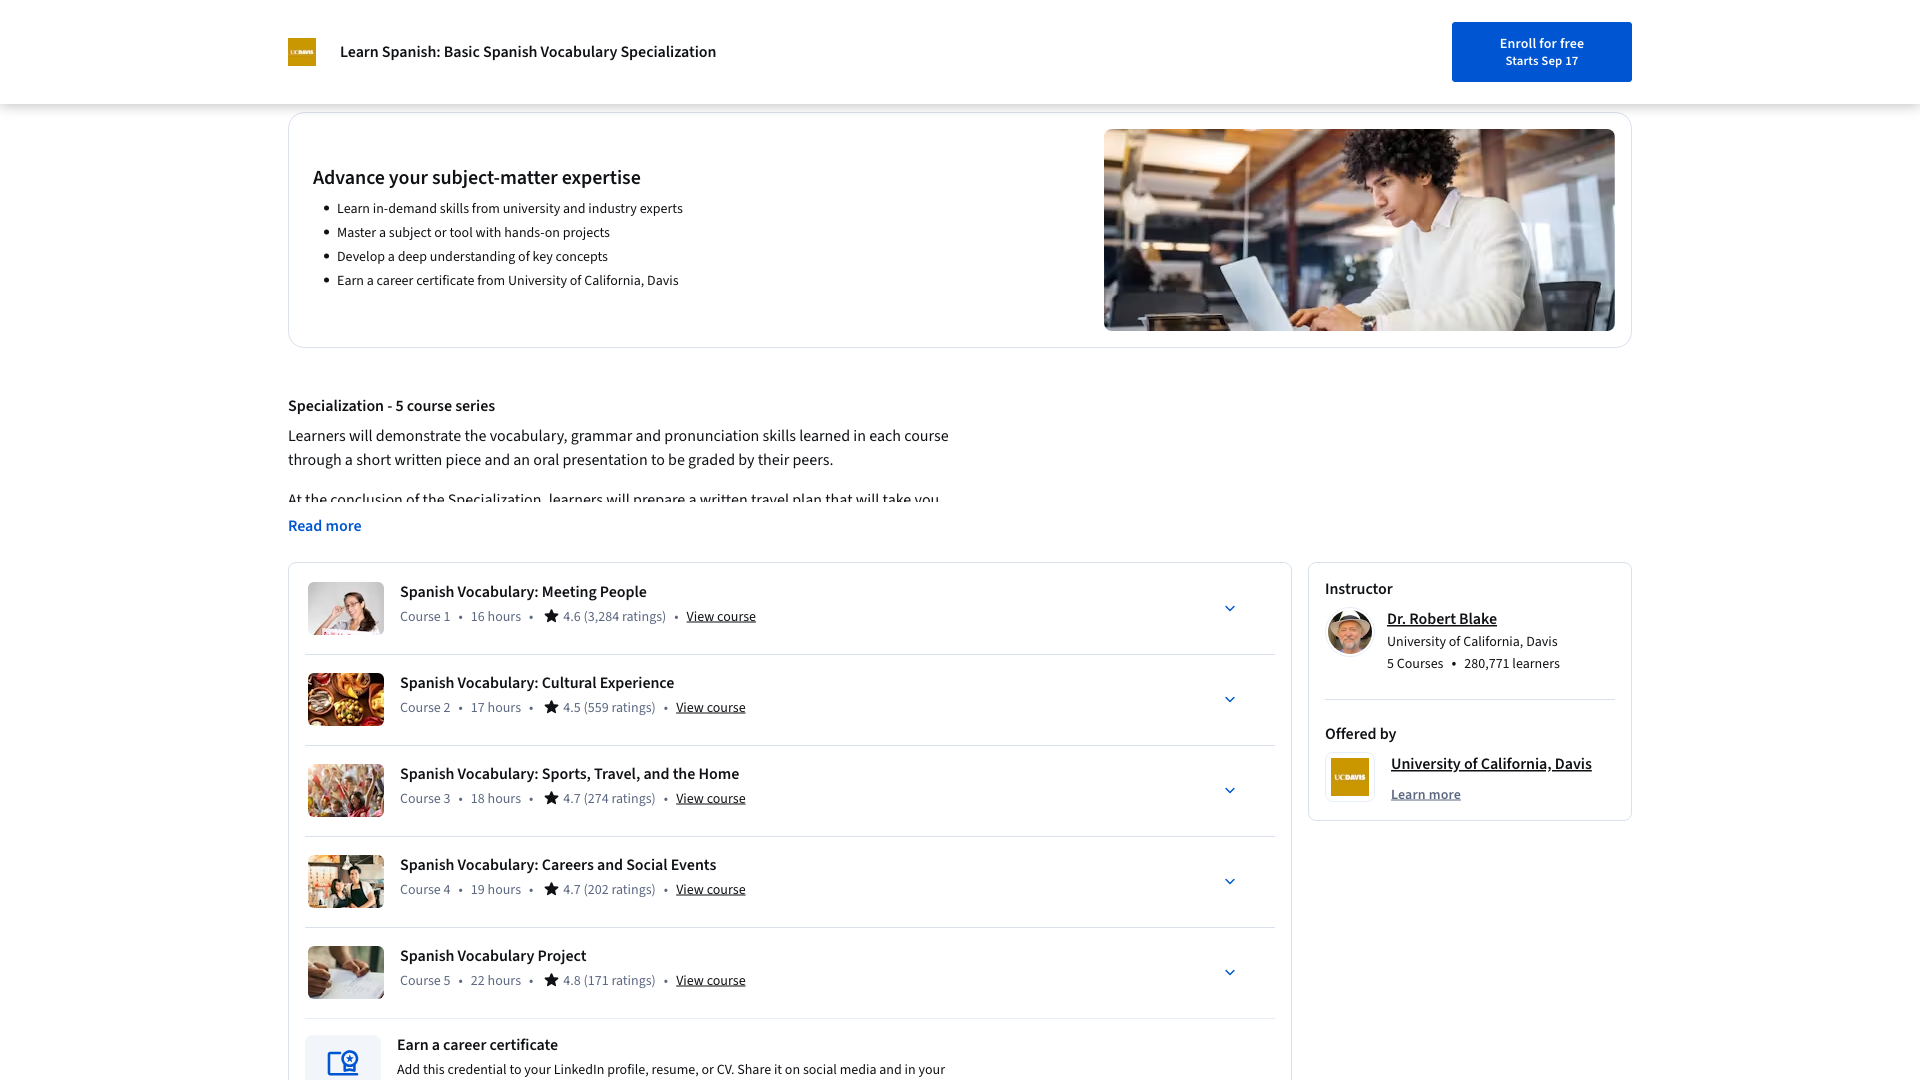 UCDAVIS
Learn Spanish: Basic Spanish Vocabulary Specialization
Enroll for free
Starts Sep 17
Advance your subject-matter expertise
Learn in-demand skills from university and industry experts
Master a subject or tool with hands-on projects
Develop a deep understanding of key concepts
Earn a career certificate from University of California, Davis
Specialization - 5 course series
Learners will demonstrate the vocabulary, grammar and pronunciation skills learned in each course
through a short written piece and an oral presentation to be graded by their peers.
At the conclusion of the Specialization, learners will prepare a written travel plan that will take you
Read more
Spanish Vocabulary: Meeting People
Course 1 • 16 hours • 4.6 (3,284 ratings) • View course
Spanish Vocabulary: Cultural Experience
Course 2 • 17 hours • 4.5 (559 ratings) • View course
Spanish Vocabulary: Sports, Travel, and the Home
Course 3 • 18 hours • 4.7 (274 ratings) • View course
Spanish Vocabulary: Careers and Social Events
Course 4 • 19 hours • 4.7 (202 ratings) • View course
Spanish Vocabulary Project
Course 5 • 22 hours • 4.8 (171 ratings) • View course
Earn a career certificate
Add this credential to your LinkedIn profile, resume, or CV. Share it on social media and in your
Instructor
Dr. Robert Blake
University of California, Davis
5 Courses • 280,771 learners
Offered by
UCDAVIS
University of California, Davis
Learn more